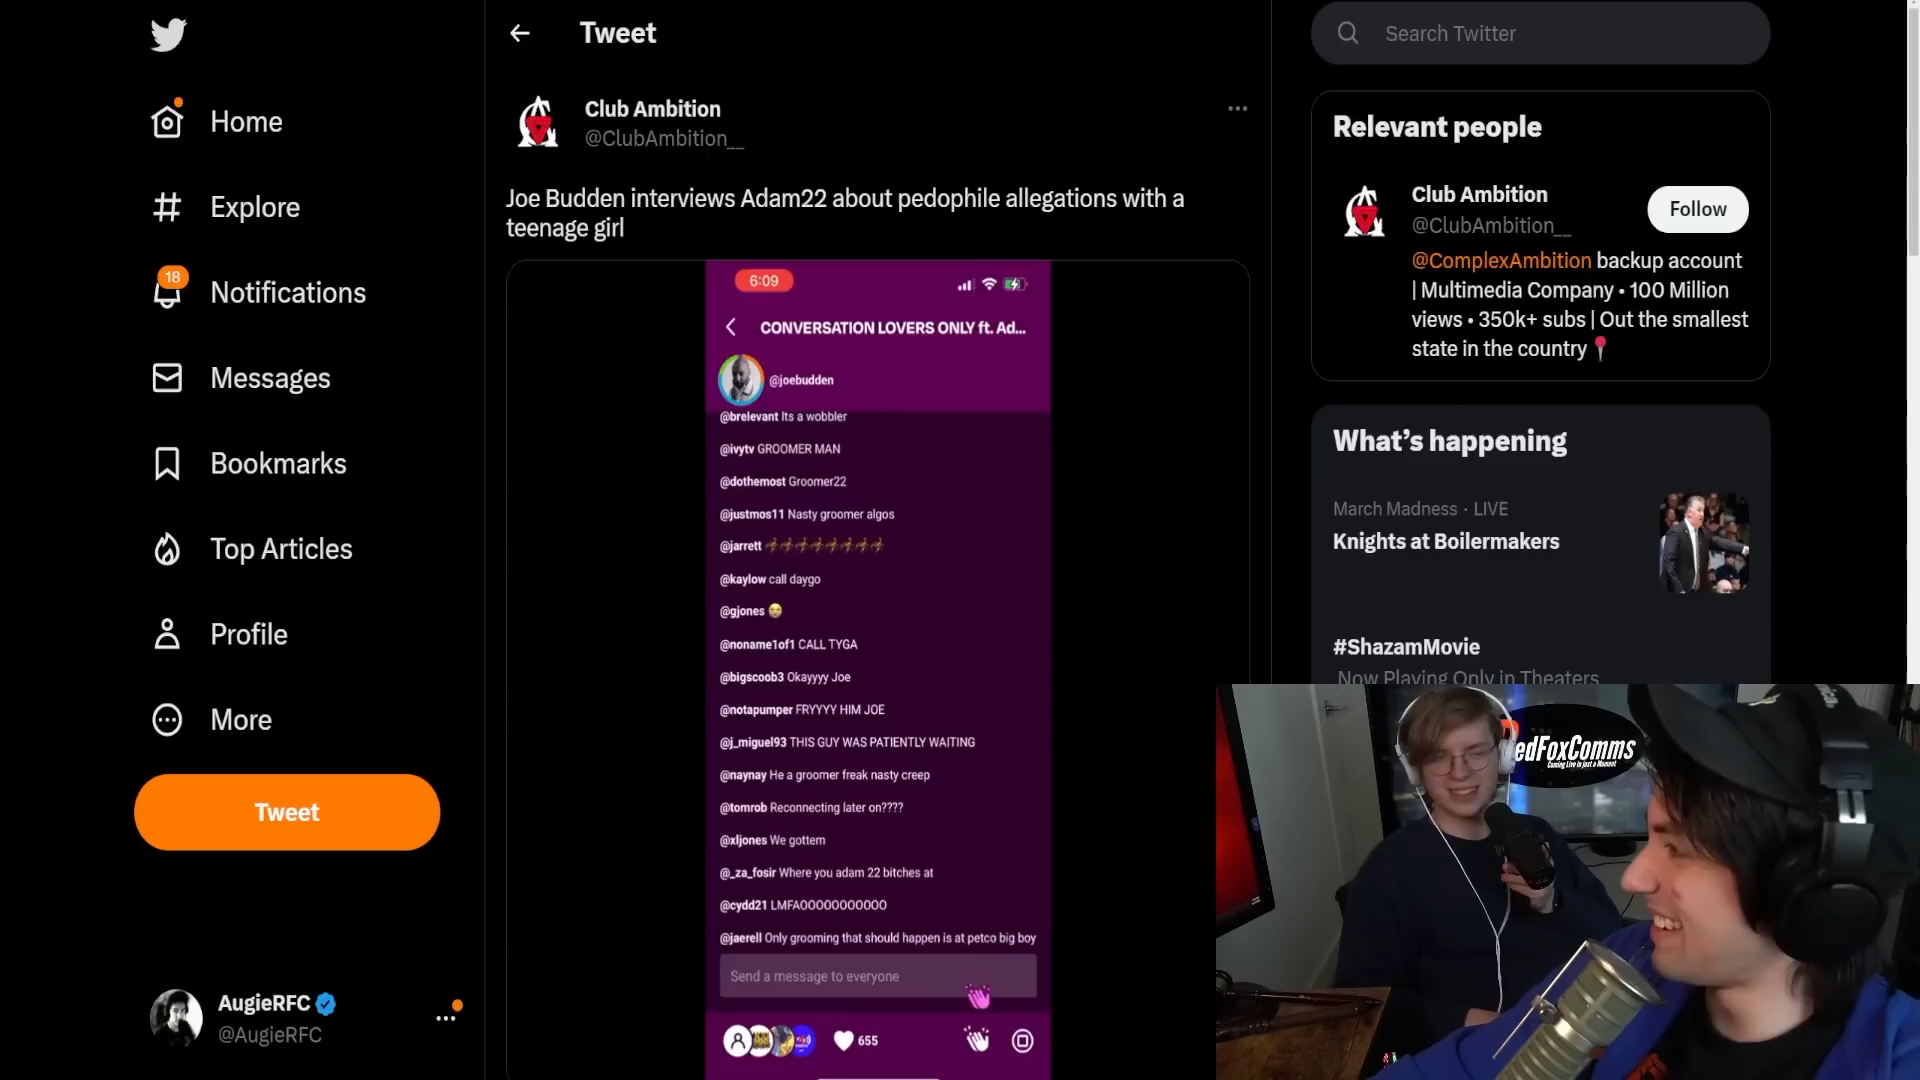 Home
Explore
18
Notifications
Messages
Bookmarks
Top Articles
Profile
More
Tweet
AugieRFC
@AugieRFC
Tweet
Club Ambition
@ClubAmbition__
Joe Budden interviews Adam22 about pedophile allegations with a
teenage girl
6:09
CONVERSATION LOVERS ONLY ft. Ad...
@joebudden
@brelevant Its a wobbler
@ivytv GROOMER MAN
@dothemost Groomer22
@justmos11 Nasty groomer algos
@jarrett
@kaylow call daygo
@gjones
@noname1of1 CALL TYGA
@bigscoob3 Okayyyy Joe
@notapumper FRYYYY HIM JOE
@j_miguel93 THIS GUY WAS PATIENTLY WAITING
@naynay He a groomer freak nasty creep
@tomrob Reconnecting later on????
@xljones We gottem
@_za_fosir Where you adam 22 bitches at
@cydd21 LMFAOOOOOOOOOOO
@jaerell Only grooming that should happen is at petco big boy
Send a message to everyone
655
Search Twitter
Relevant people
Club Ambition
@ClubAmbition__
Follow
@ComplexAmbition backup account
| Multimedia Company • 100 Million
views • 350k+ subs | Out the smallest
state in the country
What's happening
March Madness · LIVE
Knights at Boilermakers
#ShazamMovie
Now Playing Only in Theaters
edFoxComms
Coming Live in Just a Moment